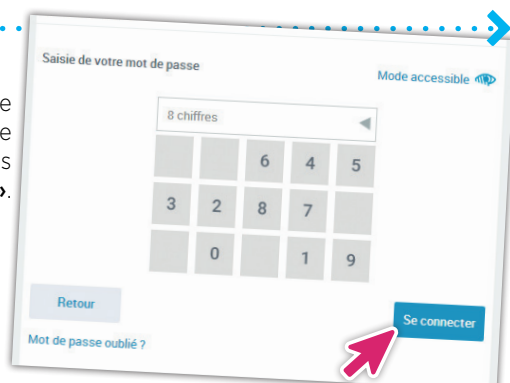 Saisie de votre mot de passe
Mode accessible
8 chiffres
6 4 5
3 2 8 7
0 1 9
Retour
Se connecter
Mot de passe oublié ?